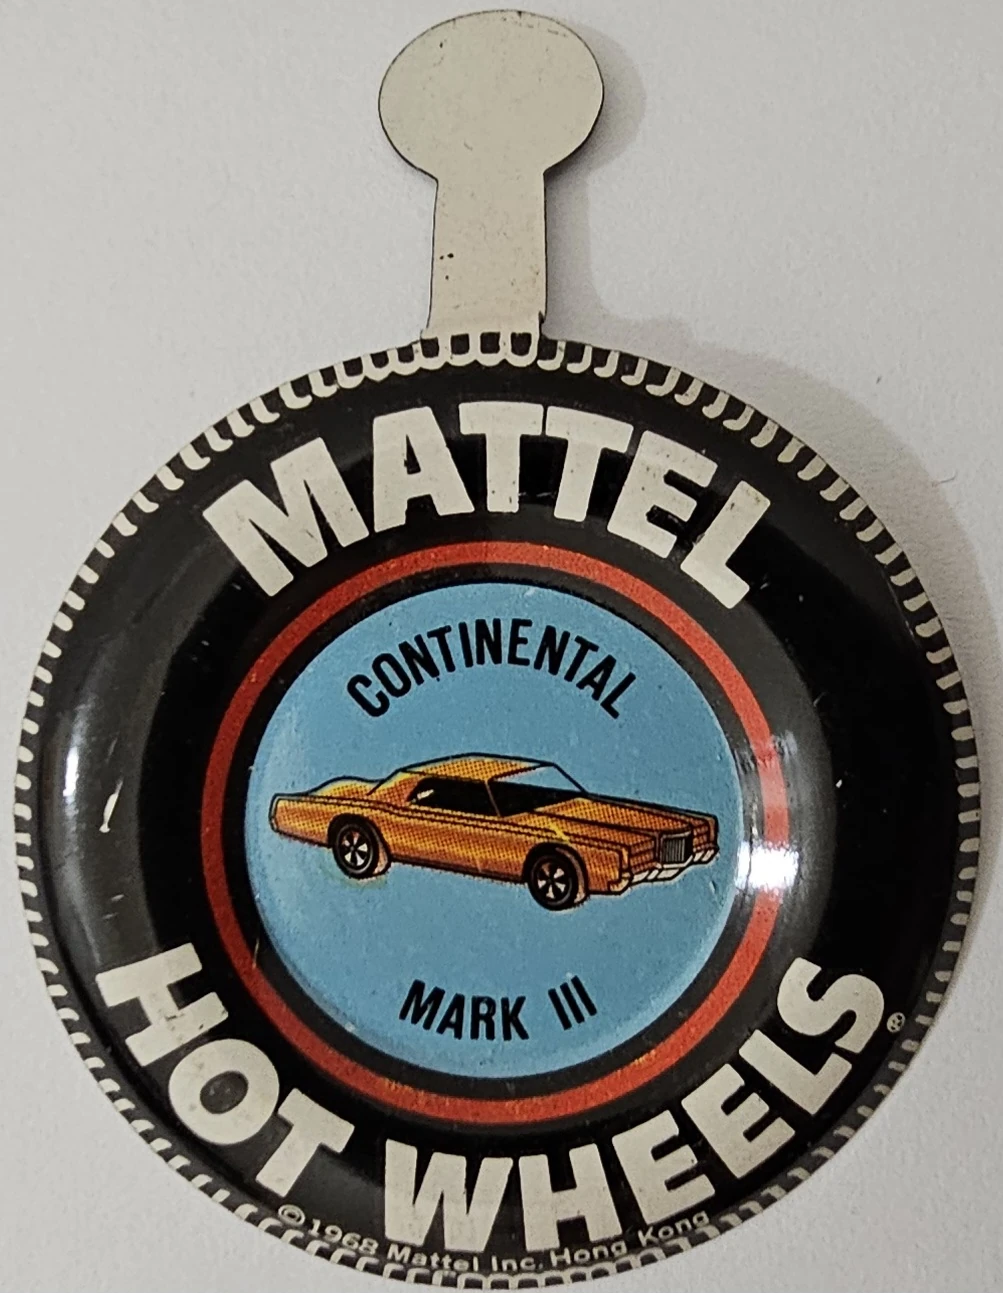 MATTEL
CONTINENTAL
MARK III
HOT WHEELS®
©1968 Mattel Inc. Hong Kong